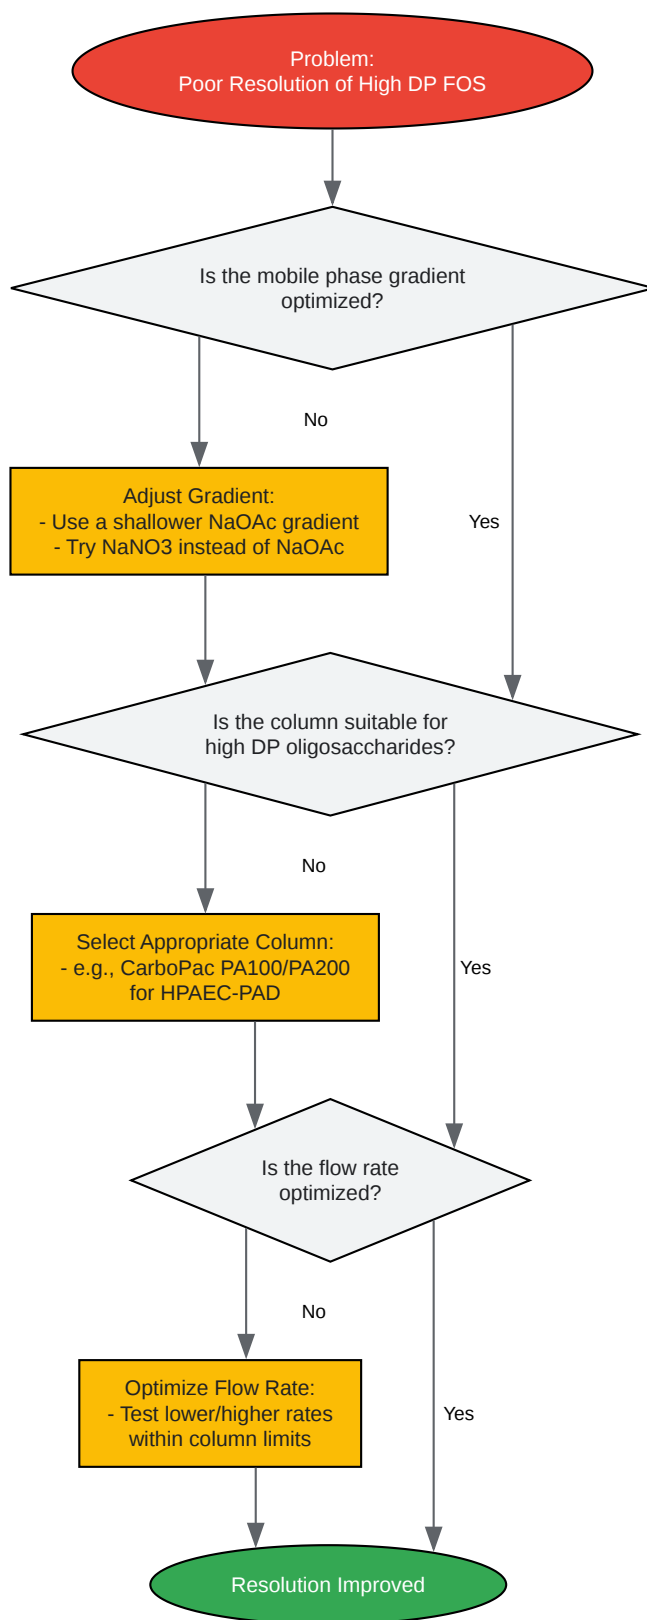 Problem:
Poor Resolution of High DP FOS
Is the mobile phase gradient
optimized?
No
Adjust Gradient:
- Use a shallower NaOAc gradient
- Try NaNO3 instead of NaOAc
Yes
Is the column suitable for
high DP oligosaccharides?
No
Select Appropriate Column:
- e.g., CarboPac PA100/PA200
for HPAEC-PAD
Yes
Is the flow rate
optimized?
No
Optimize Flow Rate:
- Test lower/higher rates
within column limits
Yes
Resolution Improved